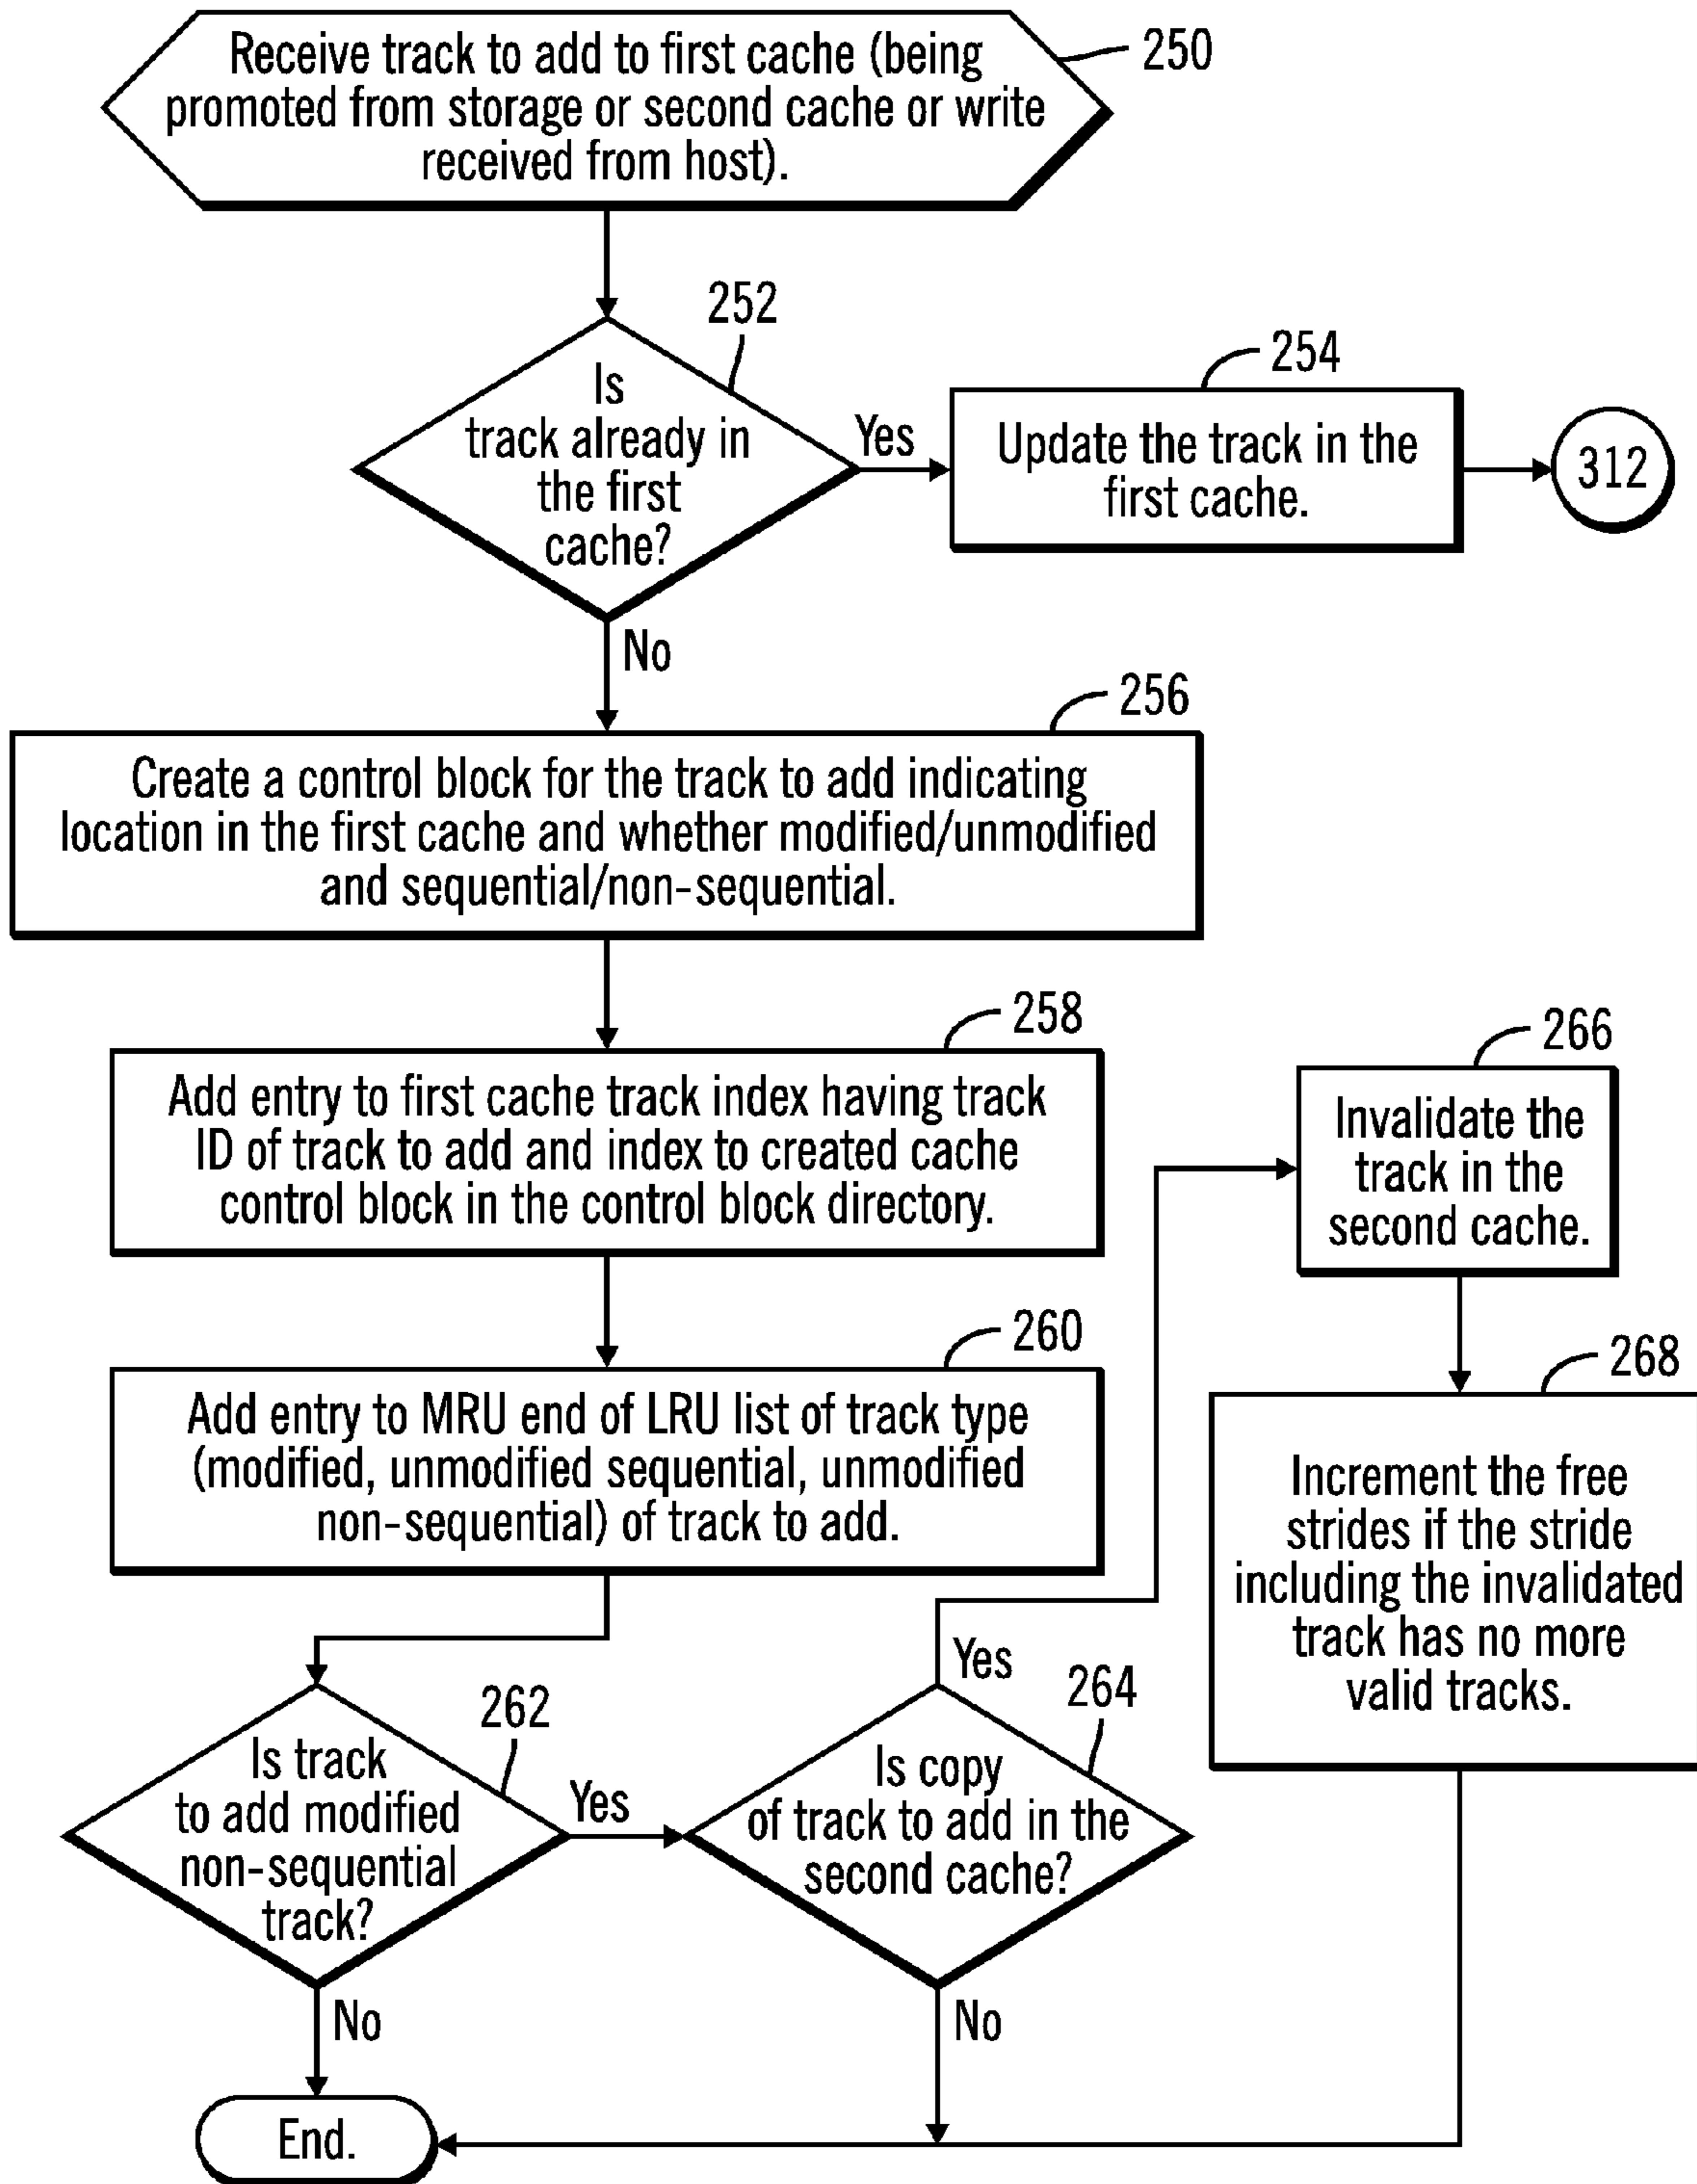 Receive track to add to first cache (being
promoted from storage or second cache or write
received from host).
250
252
Is
track already in
the first
cache?
Yes
254
Update the track in the
first cache.
312
No
256
Create a control block for the track to add indicating
location in the first cache and whether modified/unmodified
and sequential/non-sequential.
258
Add entry to first cache track index having track
ID of track to add and index to created cache
control block in the control block directory.
260
Add entry to MRU end of LRU list of track type
(modified, unmodified sequential, unmodified
non-sequential) of track to add.
262
Is track
to add modified
non-sequential
track?
Yes
No
264
Is copy
of track to add in the
second cache?
Yes
No
266
Invalidate the
track in the
second cache.
268
Increment the free
strides if the stride
including the invalidated
track has no more
valid tracks.
End.